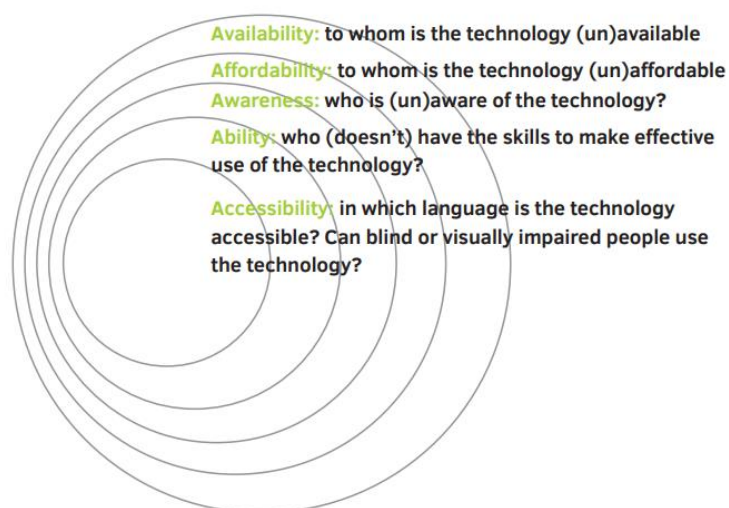 Availability: to whom is the technology (un)available
Affordability: to whom is the technology (un)affordable
Awareness: who is (un)aware of the technology?
Ability: who (doesn't) have the skills to make effective
use of the technology?
Accessibility: in which language is the technology
accessible? Can blind or visually impaired people use
the technology?